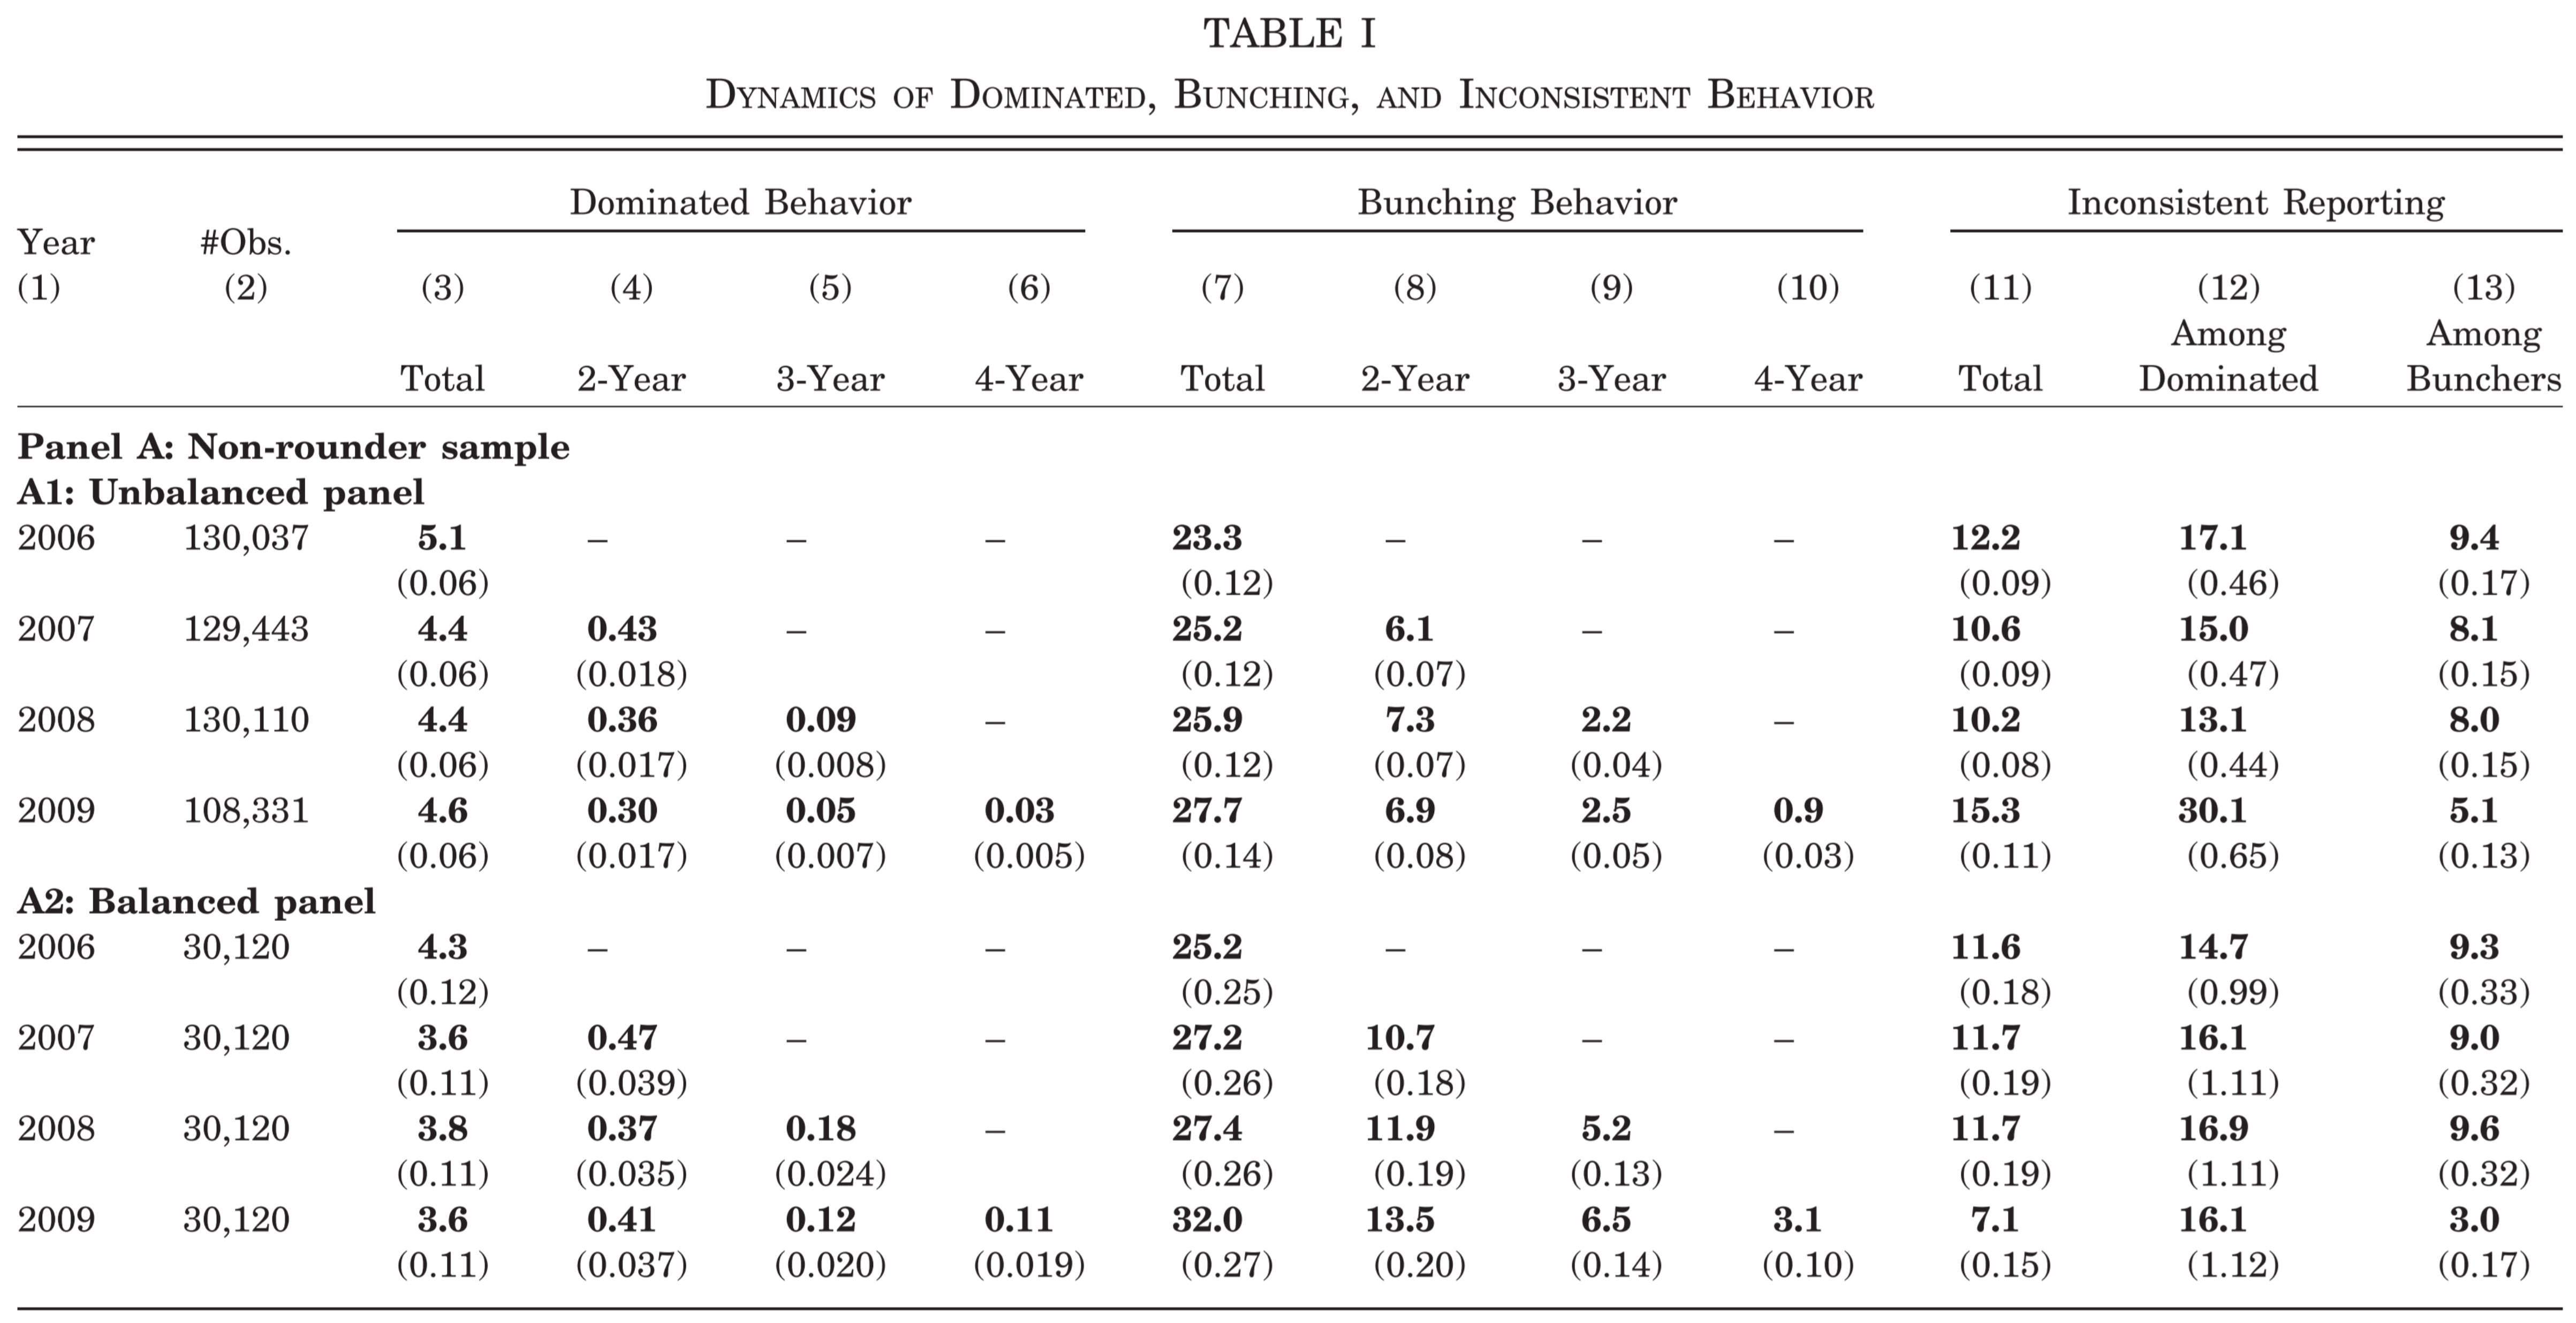 TABLE I
DYNAMICS OF DOMINATED, BUNCHING, AND INCONSISTENT BEHAVIOR
Dominated Behavior Bunching Behavior Inconsistent Reporting
Year #Obs.
(1) (2) (3) (4) (5) (6) (7) (8) (9) (10) (11) (12) (13)
Among Among
Total 2-Year 3-Year 4-Year Total 2-Year 3-Year 4-Year Total Dominated Bunchers
Panel A: Non-rounder sample
A1: Unbalanced panel
2006 130,037 5.1 – – – 23.3 – – – 12.2 17.1 9.4
(0.06) (0.12) (0.09) (0.46) (0.17)
2007 129,443 4.4 0.43 – – 25.2 6.1 – – 10.6 15.0 8.1
(0.06) (0.018) (0.12) (0.07) (0.09) (0.47) (0.15)
2008 130,110 4.4 0.36 0.09 – 25.9 7.3 2.2 – 10.2 13.1 8.0
(0.06) (0.017) (0.008) (0.12) (0.07) (0.04) (0.08) (0.44) (0.15)
2009 108,331 4.6 0.30 0.05 0.03 27.7 6.9 2.5 0.9 15.3 30.1 5.1
(0.06) (0.017) (0.007) (0.005) (0.14) (0.08) (0.05) (0.03) (0.11) (0.65) (0.13)
A2: Balanced panel
2006 30,120 4.3 – – – 25.2 – – – 11.6 14.7 9.3
(0.12) (0.25) (0.18) (0.99) (0.33)
2007 30,120 3.6 0.47 – – 27.2 10.7 – – 11.7 16.1 9.0
(0.11) (0.039) (0.26) (0.18) (0.19) (1.11) (0.32)
2008 30,120 3.8 0.37 0.18 – 27.4 11.9 5.2 – 11.7 16.9 9.6
(0.11) (0.035) (0.024) (0.26) (0.19) (0.13) (0.19) (1.11) (0.32)
2009 30,120 3.6 0.41 0.12 0.11 32.0 13.5 6.5 3.1 7.1 16.1 3.0
(0.11) (0.037) (0.020) (0.019) (0.27) (0.20) (0.14) (0.10) (0.15) (1.12) (0.17)